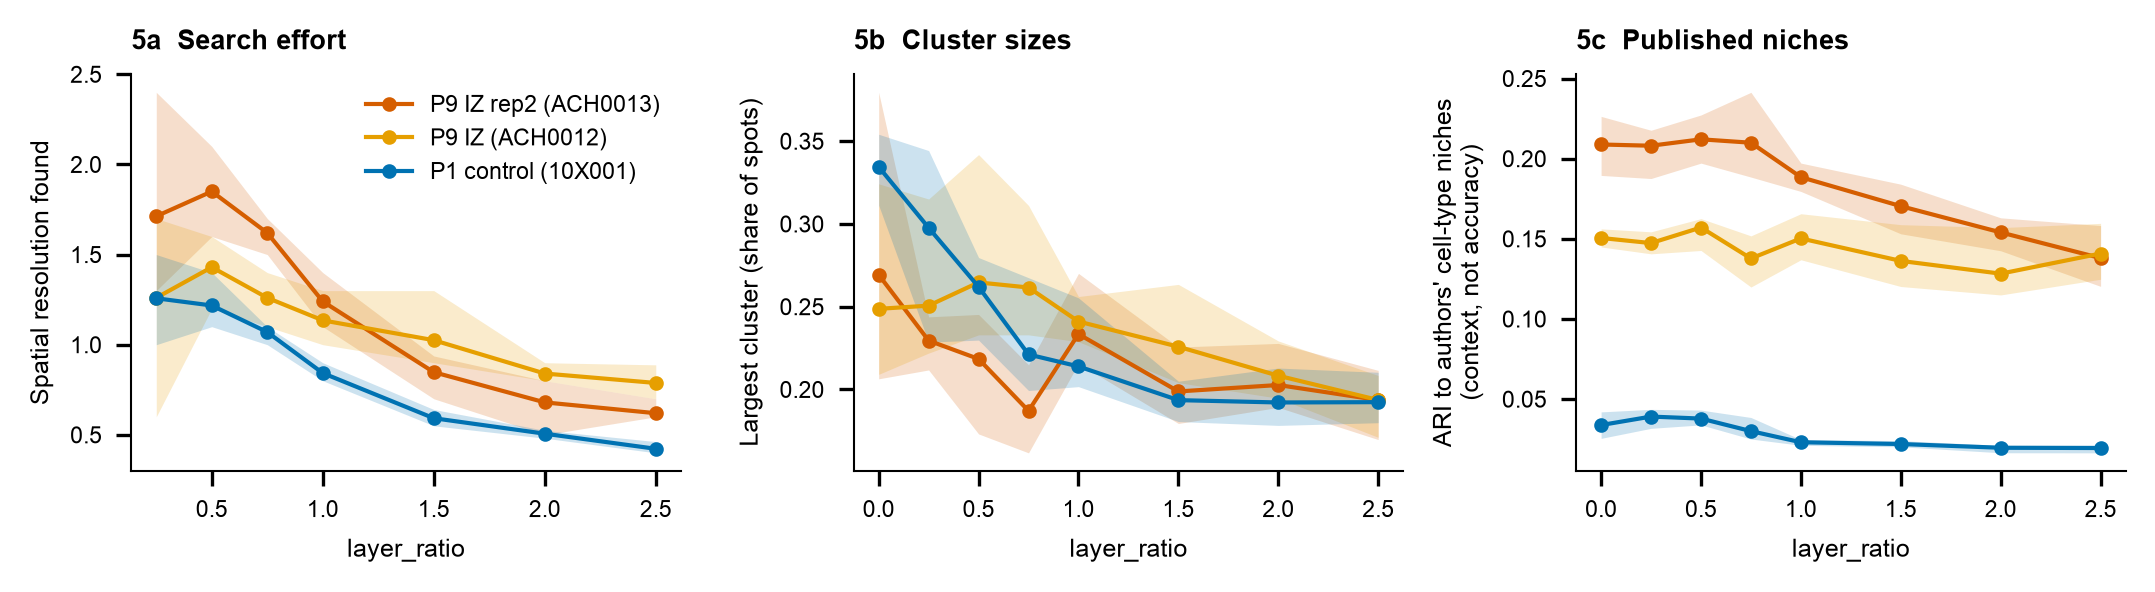 5a  Search effort
2.5
2.0
1.5
1.0
0.5
Spatial resolution found
P9 IZ rep2 (ACH0013)
P9 IZ (ACH0012)
P1 control (10X001)
0.5 1.0 1.5 2.0 2.5
layer_ratio
5b  Cluster sizes
0.35
0.30
0.25
0.20
Largest cluster (share of spots)
0.0 0.5 1.0 1.5 2.0 2.5
layer_ratio
5c  Published niches
0.25
0.20
0.15
0.10
0.05
ARI to authors' cell-type niches
(context, not accuracy)
0.0 0.5 1.0 1.5 2.0 2.5
layer_ratio